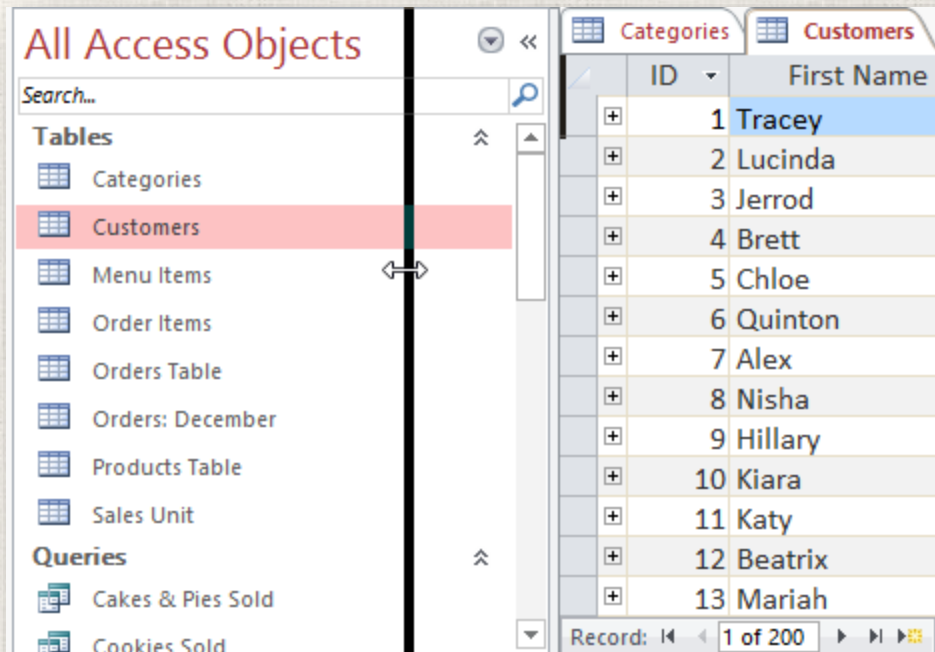 All Access Objects
Search...
Tables
Categories
Customers
Menu Items
Order Items
Orders Table
Orders: December
Products Table
Sales Unit
Queries
Cakes & Pies Sold
Cookies Sold
Categories Customers
ID First Name
1 Tracey
2 Lucinda
3 Jerrod
4 Brett
5 Chloe
6 Quinton
7 Alex
8 Nisha
9 Hillary
10 Kiara
11 Katy
12 Beatrix
13 Mariah
Record: 1 of 200